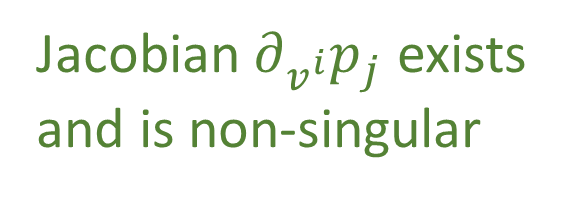 Jacobian ∂_{v^i} p_j exists
and is non-singular